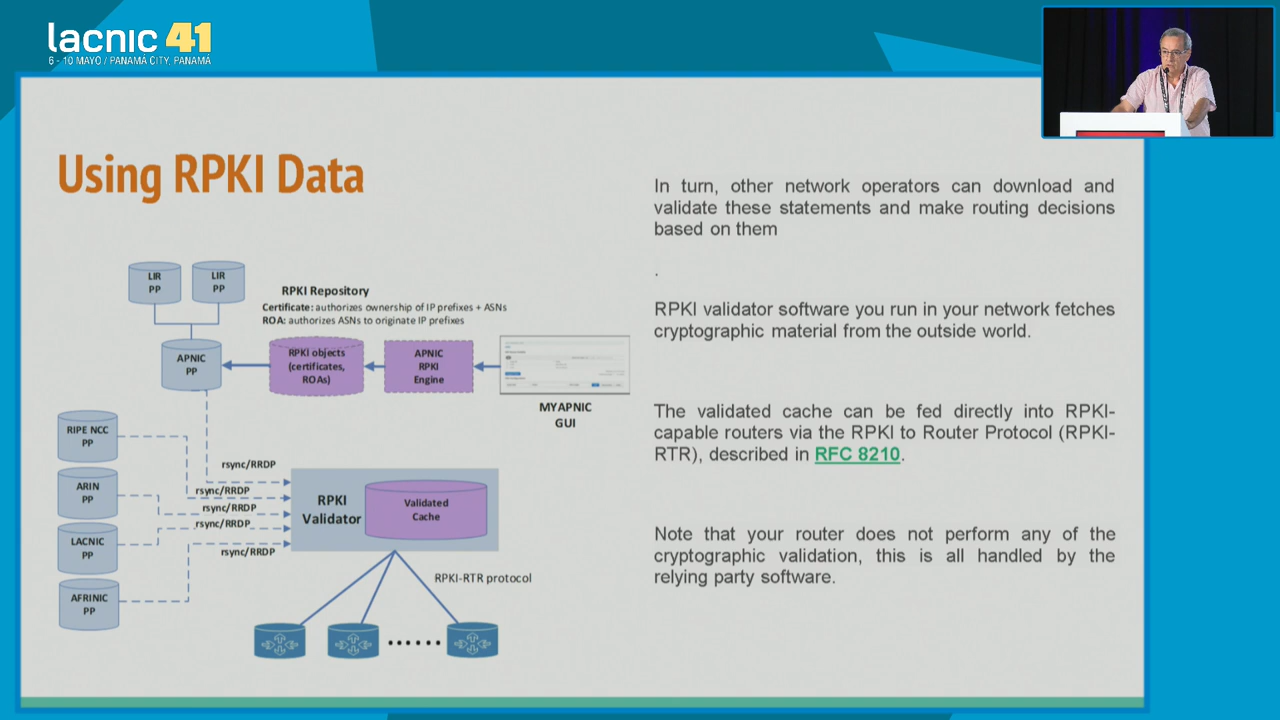 lacnic 41
6 - 10 MAYO / PANAMÁ CITY, PANAMÁ
Using RPKI Data
LIR
PP
LIR
PP
RPKI Repository
Certificate: authorizes ownership of IP prefixes + ASNs
ROA: authorizes ASNs to originate IP prefixes
APNIC
PP
RPKI objects
(certificates,
ROAs)
APNIC
RPKI
Engine
MYAPNIC
GUI
RIPE NCC
PP
ARIN
PP
LACNIC
PP
AFRINIC
PP
rsync/RRDP
rsync/RRDP
rsync/RRDP
rsync/RRDP
rsync/RRDP
RPKI
Validator
Validated
Cache
RPKI-RTR protocol
In turn, other network operators can download and
validate these statements and make routing decisions
based on them
.
RPKI validator software you run in your network fetches
cryptographic material from the outside world.
The validated cache can be fed directly into RPKI-
capable routers via the RPKI to Router Protocol (RPKI-
RTR), described in RFC 8210.
Note that your router does not perform any of the
cryptographic validation, this is all handled by the
relying party software.